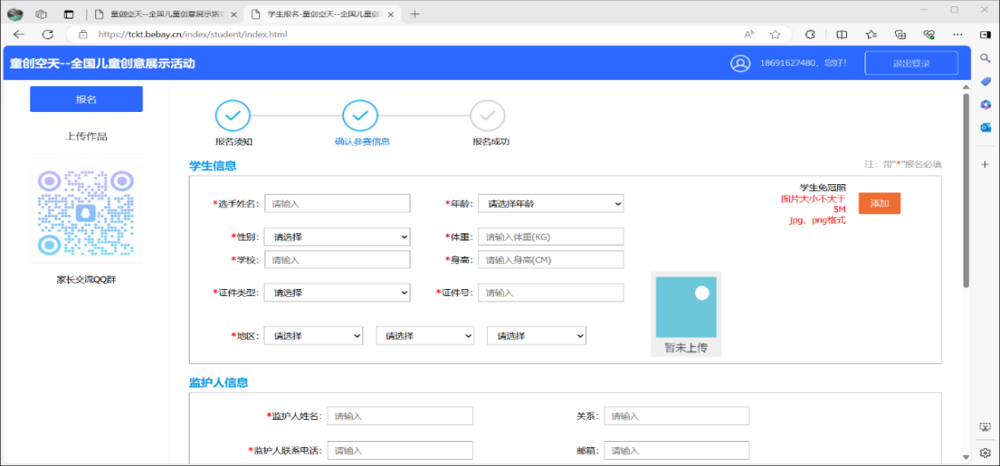 童创空天--全国儿童创意展示活动
学生报名-童创空天--全国儿童创意
https://tckt.bebay.cn/index/student/index.html
童创空天--全国儿童创意展示活动
18691627480，您好!
退出登录
报名
上传作品
家长交流QQ群
报名须知
确认参赛信息
报名成功
学生信息
注：带"*"报名必填
*选手姓名： 请输入
*年龄： 请选择年龄
学生免冠照
图片大小不大于
5M
jpg、png格式
添加
*性别： 请选择
*体重： 请输入体重(KG)
*学校： 请输入
*身高： 请输入身高(CM)
*证件类型： 请选择
*证件号： 请输入
*地区： 请选择 请选择 请选择
暂未上传
监护人信息
*监护人姓名： 请输入
关系： 请输入
*监护人联系电话： 请输入
邮箱： 请输入